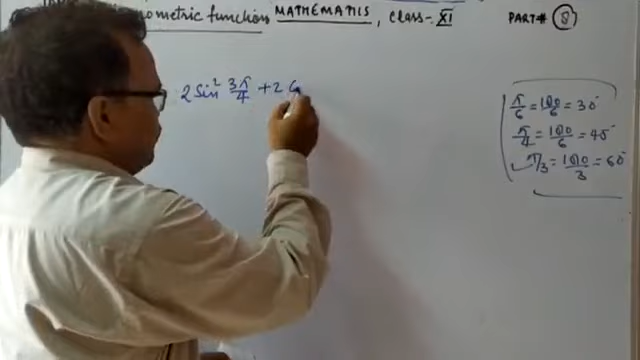 ometric functions MATHEMATICS, Class-XI PART# 8
2 Sin² 3π/4 + 2 C
π/6 = 180/6 = 30°
π/4 = 180/6 = 45°
π/3 = 180/3 = 60°